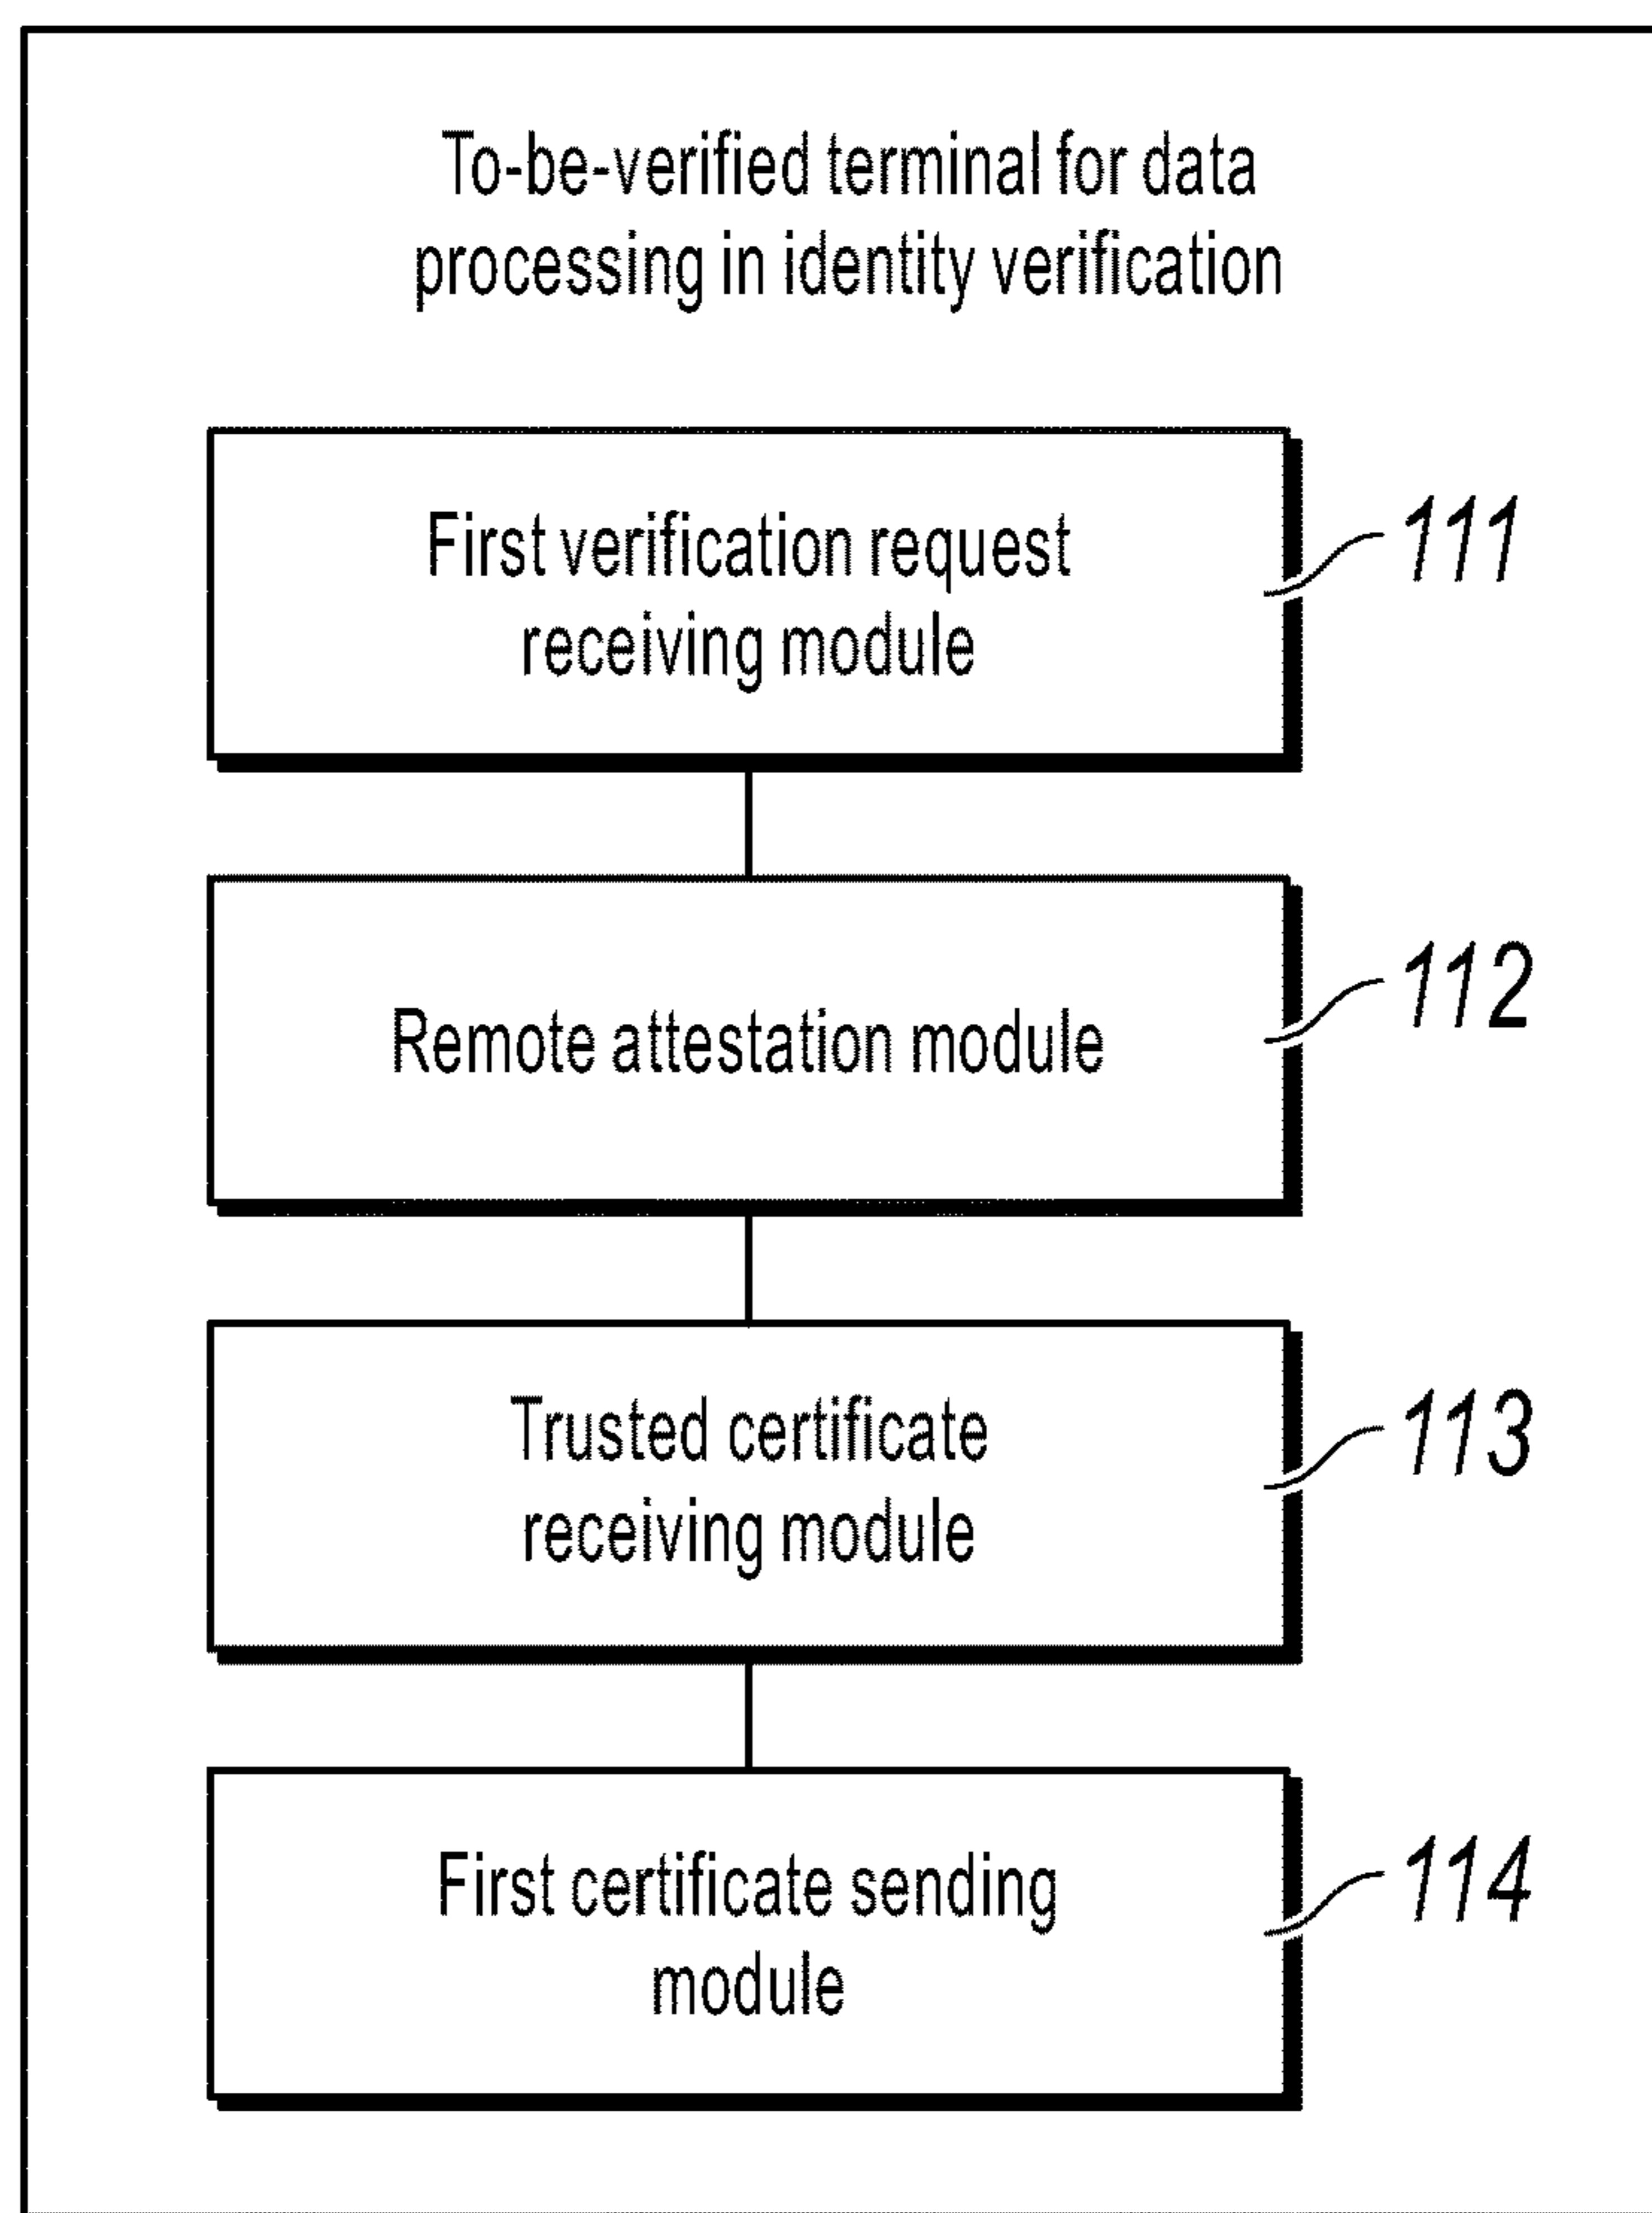 To-be-verified terminal for data
processing in identity verification
First verification request
receiving module
111
Remote attestation module
112
Trusted certificate
receiving module
113
First certificate sending
module
114